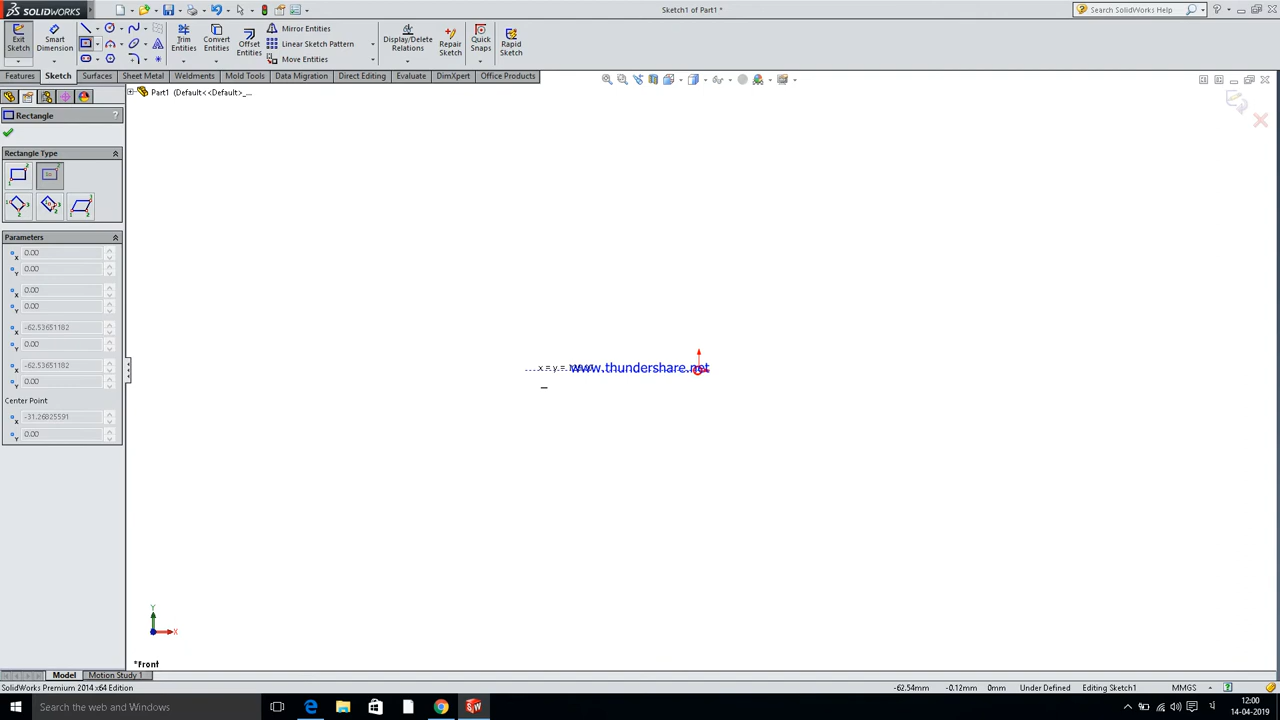 SOLIDWORKS
Sketch1 of Part1 *
Search SolidWorks
Exit Sketch
Smart Dimension
Trim Entities
Convert Entities
Offset Entities
Mirror Entities
Linear Sketch Pattern
Move Entities
Display/Delete Relations
Repair Sketch
Quick Snaps
Rapid Sketch
Features Sketch Surfaces Sheet Metal Weldments Mold Tools Data Migration Direct Editing Evaluate DimXpert Office Products
Part1 (Default<<Default>_...
Rectangle ?
Rectangle Type
Parameters
x 0.00
Y 0.00
x 0.00
Y 0.00
x -62.53651182
Y 0.00
x -62.53651182
Y 0.00
Center Point
x -31.26825591
Y 0.00
x = y =
www.thundershare.net
Y
X
*Front
Model Motion Study 1
SolidWorks Premium 2014 x64 Edition
-62.54mm -0.12mm 0mm Under Defined Editing Sketch1 MMGS
Search the web and Windows
12:00
14-04-2019